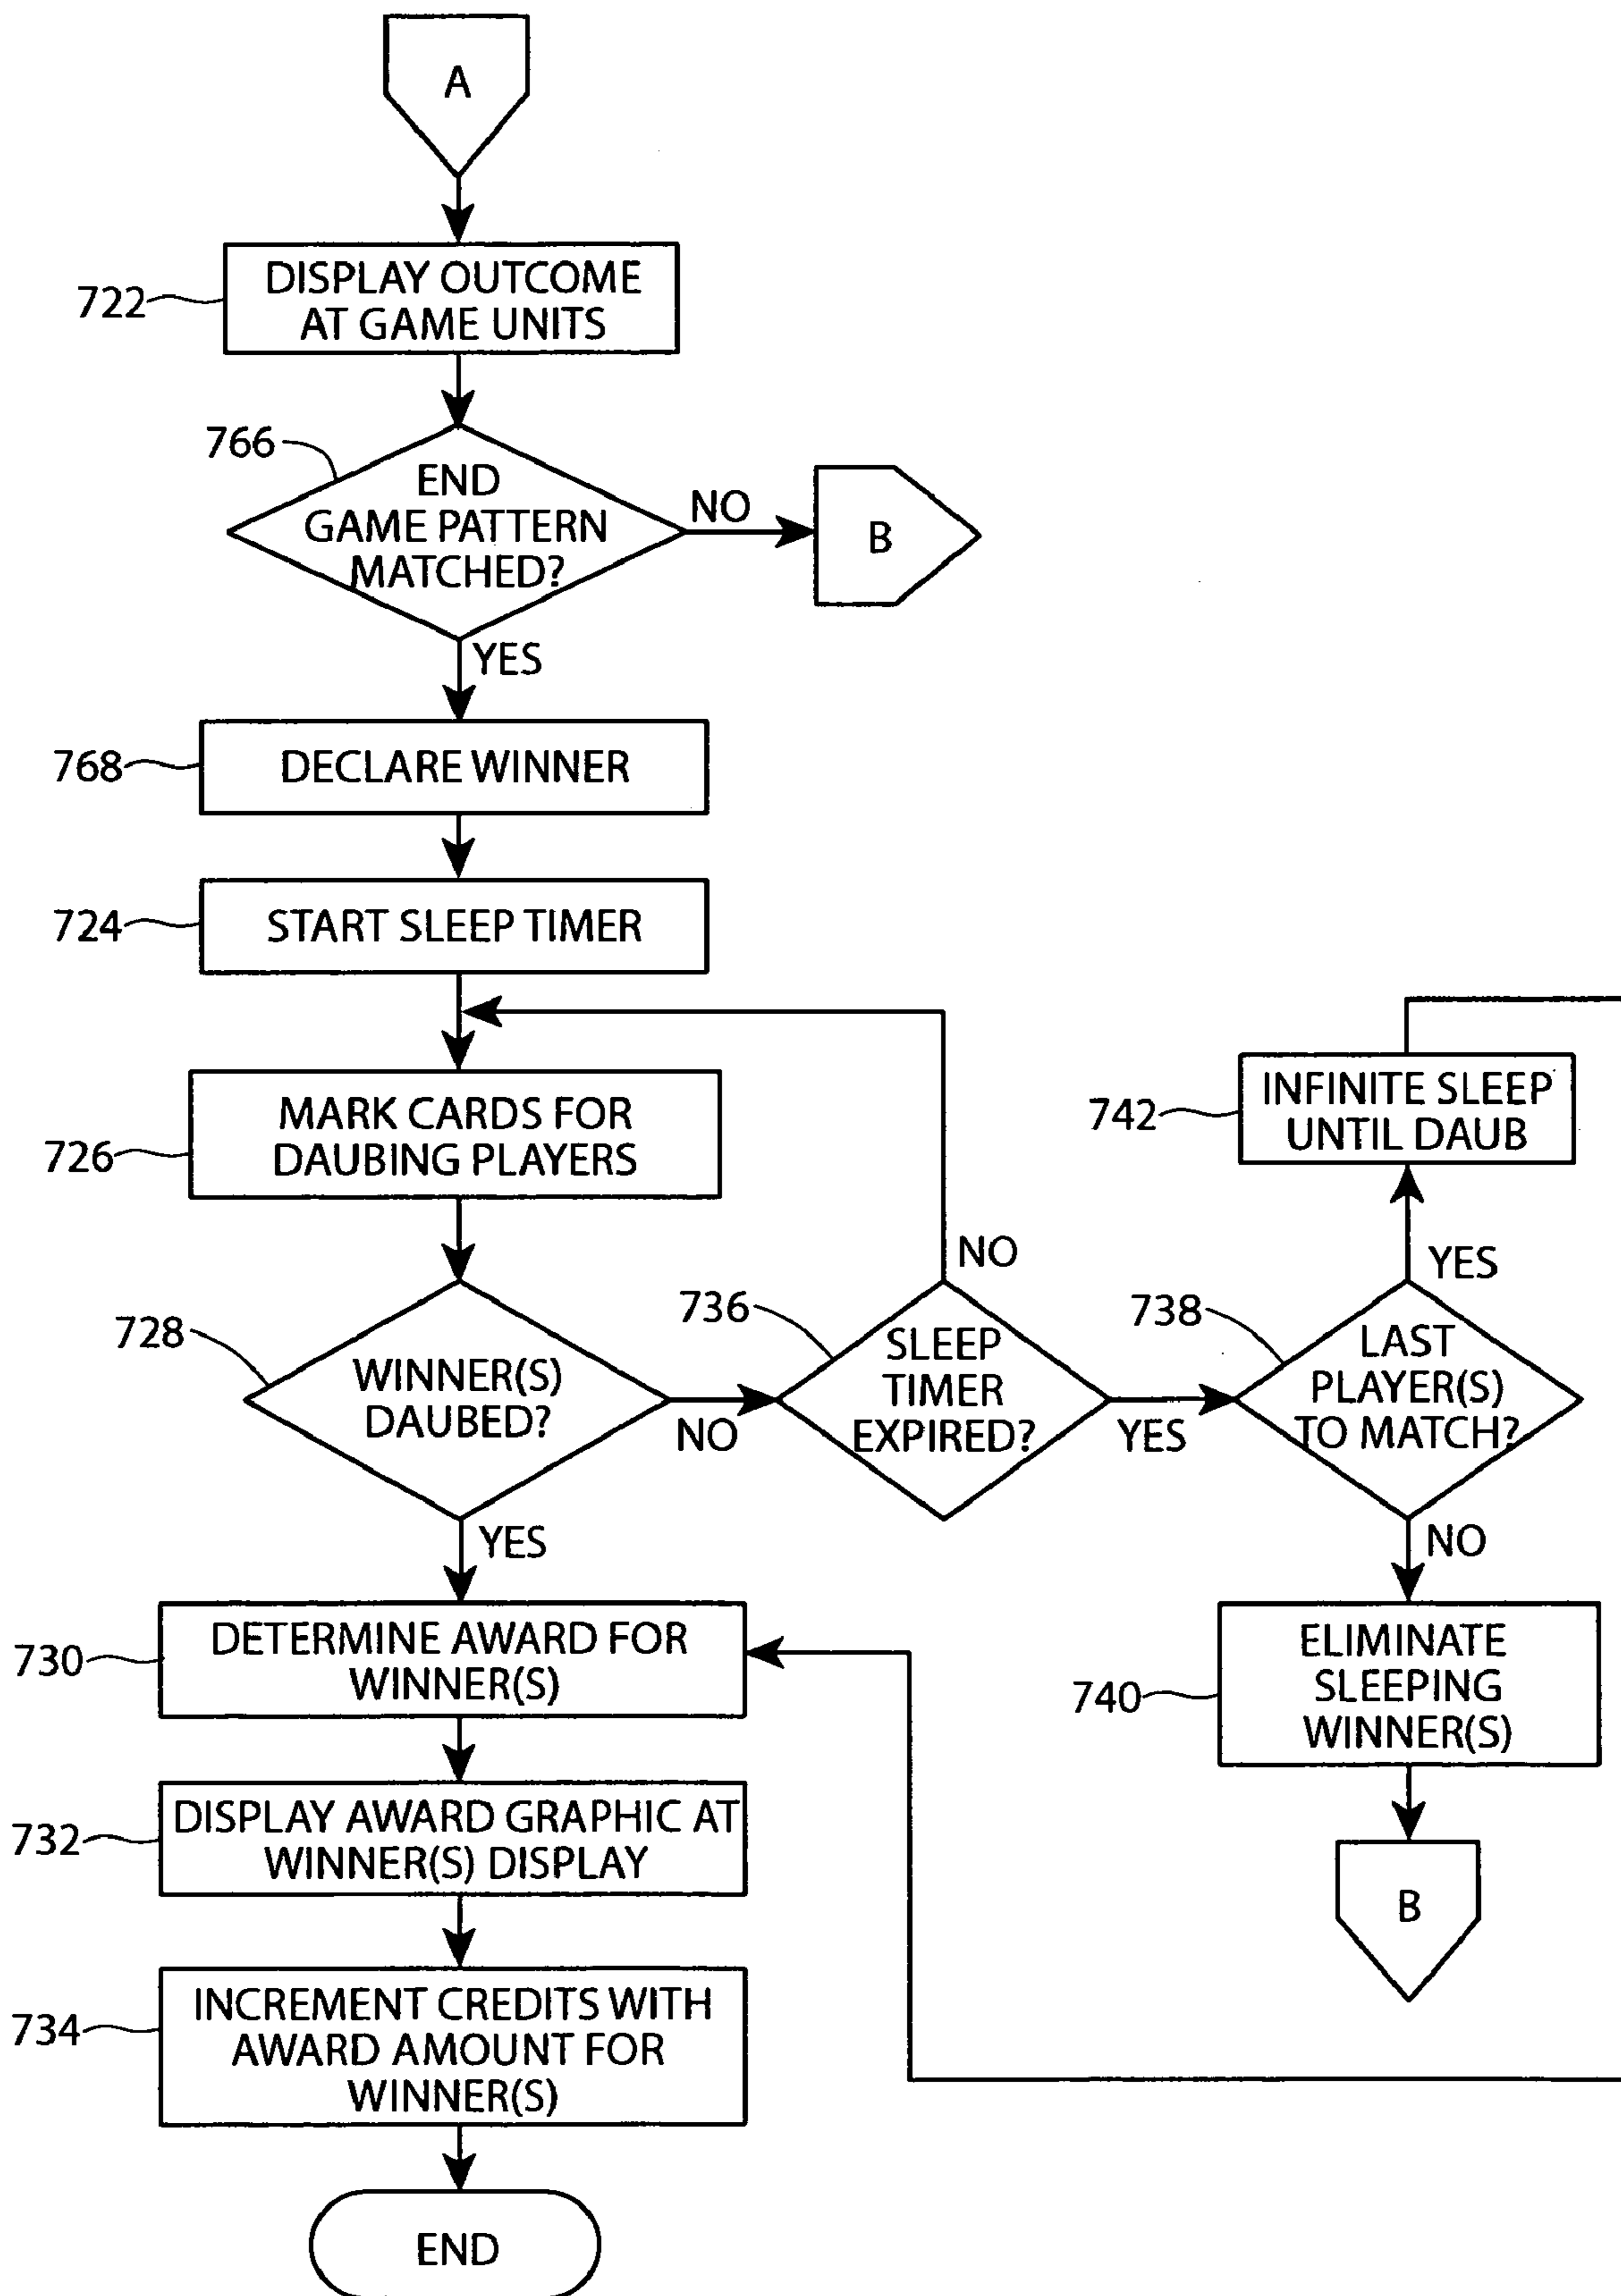 A
722
DISPLAY OUTCOME
AT GAME UNITS
766
END
GAME PATTERN
MATCHED?
NO
B
YES
768
DECLARE WINNER
724
START SLEEP TIMER
726
MARK CARDS FOR
DAUBING PLAYERS
742
INFINITE SLEEP
UNTIL DAUB
728
WINNER(S)
DAUBED?
NO
736
SLEEP
TIMER
EXPIRED?
NO
YES
738
LAST
PLAYER(S)
TO MATCH?
YES
NO
YES
730
DETERMINE AWARD FOR
WINNER(S)
740
ELIMINATE
SLEEPING
WINNER(S)
732
DISPLAY AWARD GRAPHIC AT
WINNER(S) DISPLAY
B
734
INCREMENT CREDITS WITH
AWARD AMOUNT FOR
WINNER(S)
END